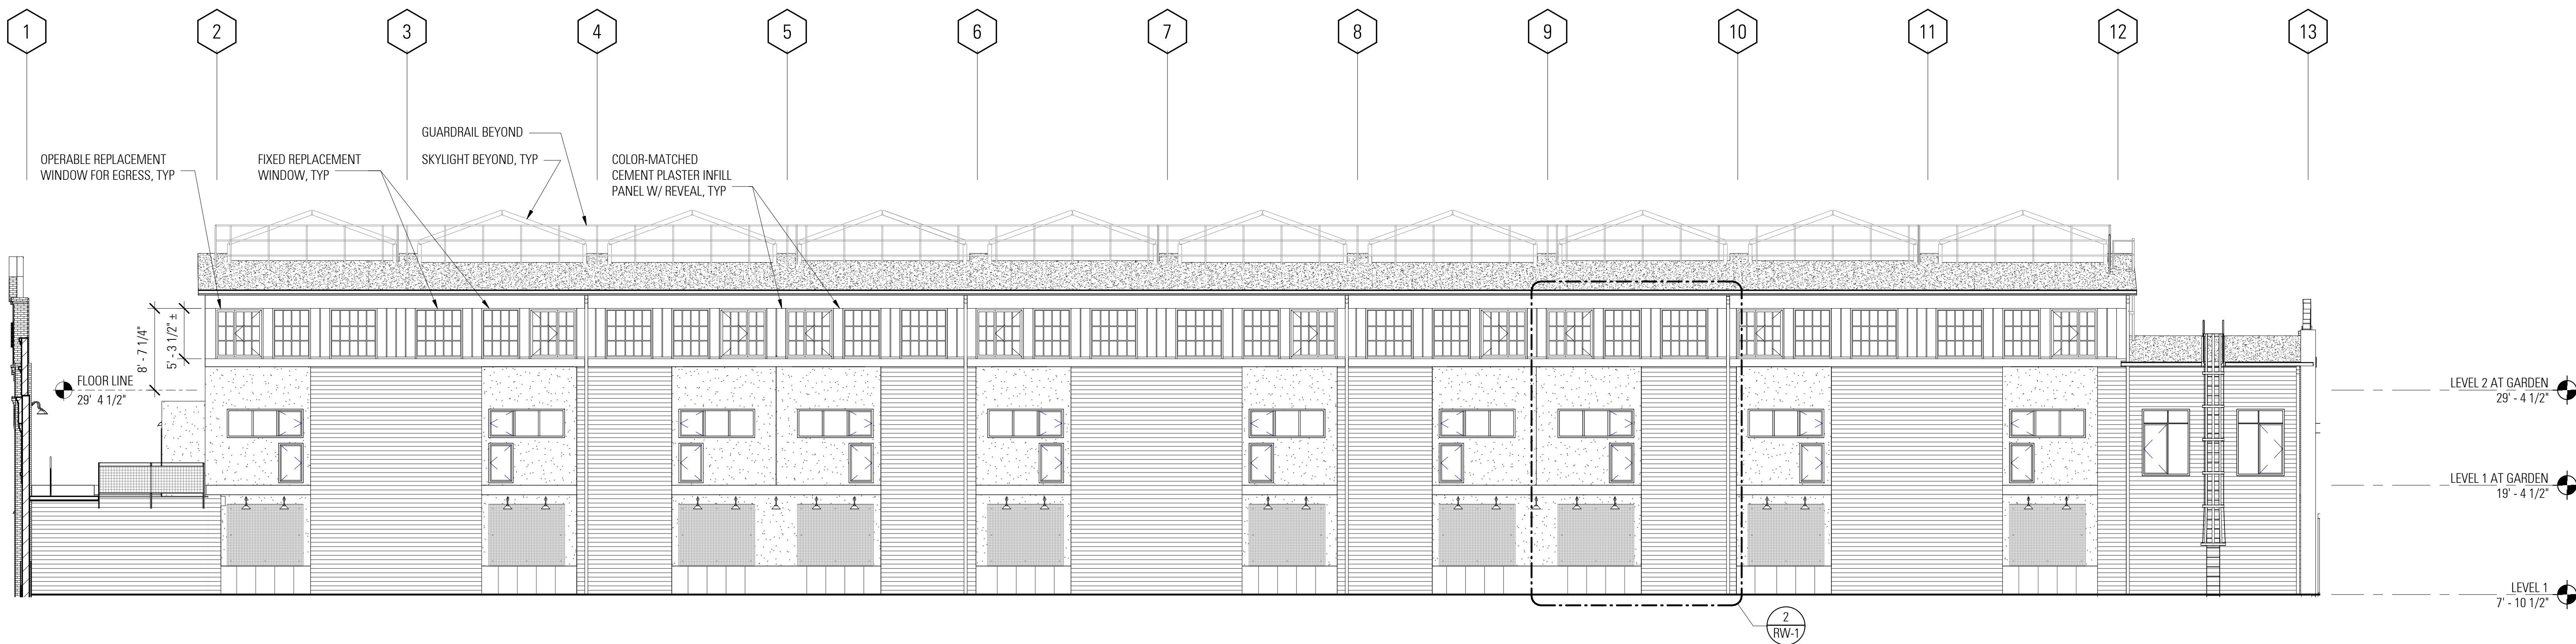 1 2 3 4 5 6 7 8 9 10 11 12 13
GUARDRAIL BEYOND
SKYLIGHT BEYOND, TYP
OPERABLE REPLACEMENT
WINDOW FOR EGRESS, TYP
FIXED REPLACEMENT
WINDOW, TYP
COLOR-MATCHED
CEMENT PLASTER INFILL
PANEL W/ REVEAL, TYP
8' - 7 1/4"
5' - 3 1/2" ±
FLOOR LINE
29' 4 1/2"
LEVEL 2 AT GARDEN
29' - 4 1/2"
LEVEL 1 AT GARDEN
19' - 4 1/2"
LEVEL 1
7' - 10 1/2"
2
RW-1